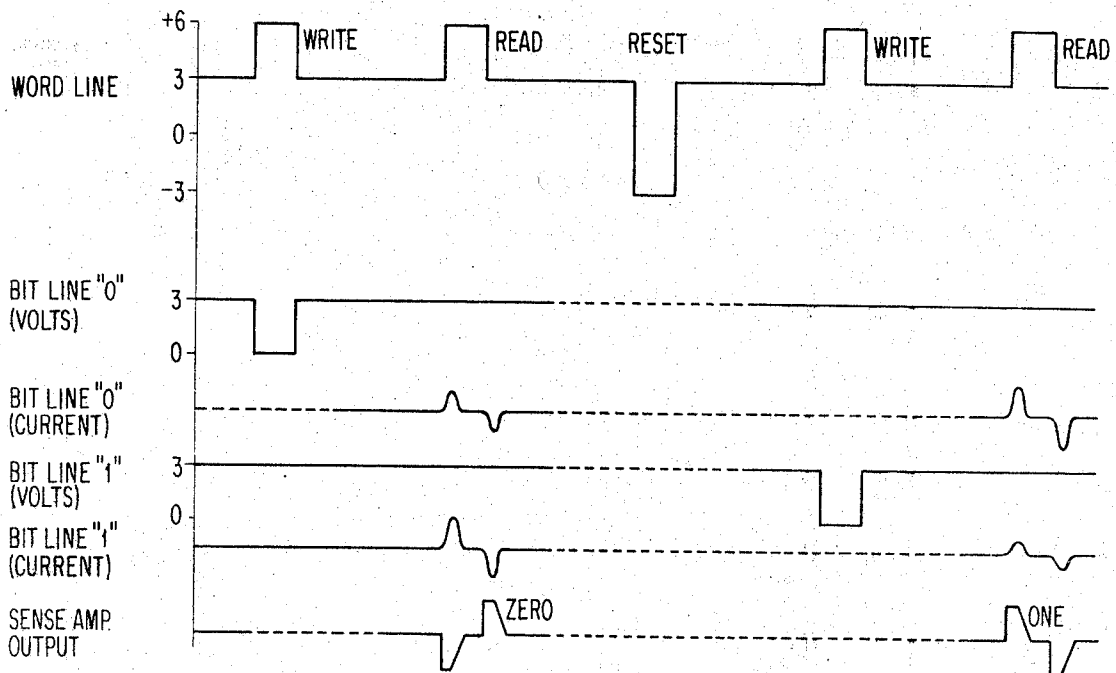 +6
WRITE
READ
RESET
WRITE
READ
WORD LINE
3
0
-3
BIT LINE "0"
(VOLTS)
3
0
BIT LINE "0"
(CURRENT)
BIT LINE "1"
(VOLTS)
3
0
BIT LINE "1"
(CURRENT)
SENSE AMP.
OUTPUT
ZERO
ONE